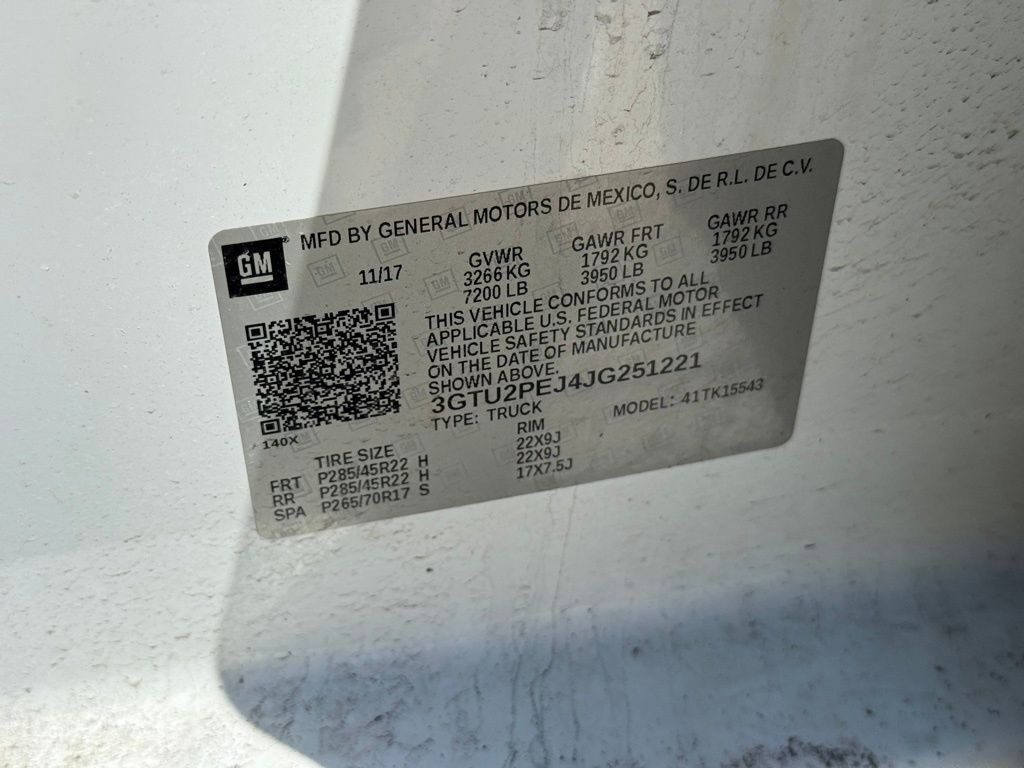 GM
MFD BY GENERAL MOTORS DE MEXICO, S. DE R.L. DE C.V.
11/17
GVWR
3266 KG
7200 LB
GAWR FRT
1792 KG
3950 LB
GAWR RR
1792 KG
3950 LB
THIS VEHICLE CONFORMS TO ALL
APPLICABLE U.S. FEDERAL MOTOR
VEHICLE SAFETY STANDARDS IN EFFECT
ON THE DATE OF MANUFACTURE
SHOWN ABOVE.
3GTU2PEJ4JG251221
TYPE: TRUCK MODEL: 41TK15543
140X
TIRE SIZE RIM
FRT P285/45R22 H 22X9J
RR P285/45R22 H 22X9J
SPA P265/70R17 S 17X7.5J